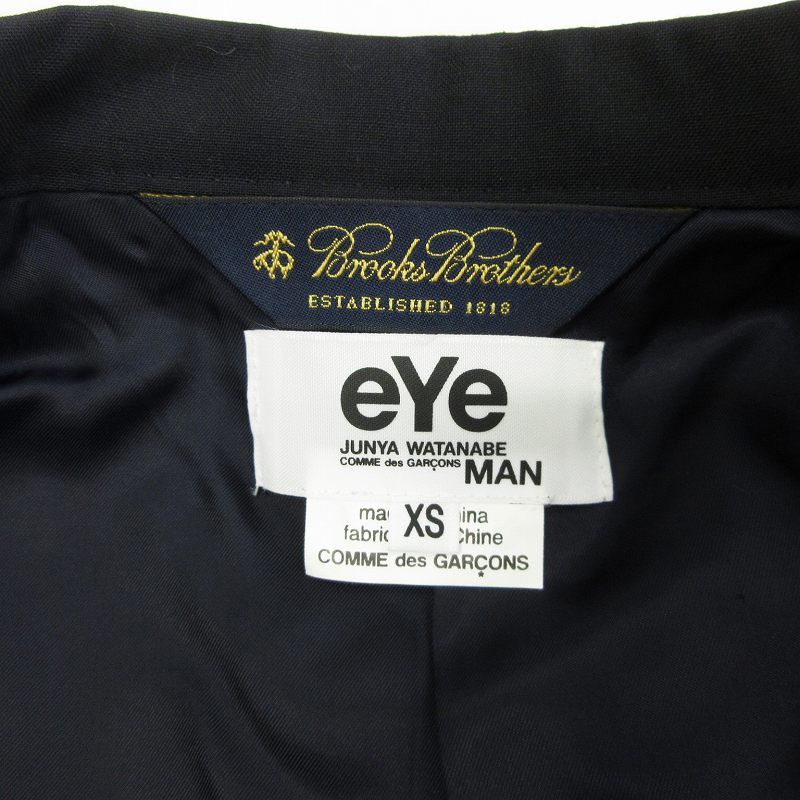 Brooks Brothers
ESTABLISHED 1818
eYe
JUNYA WATANABE
COMME des GARÇONS MAN
XS
COMME des GARÇONS